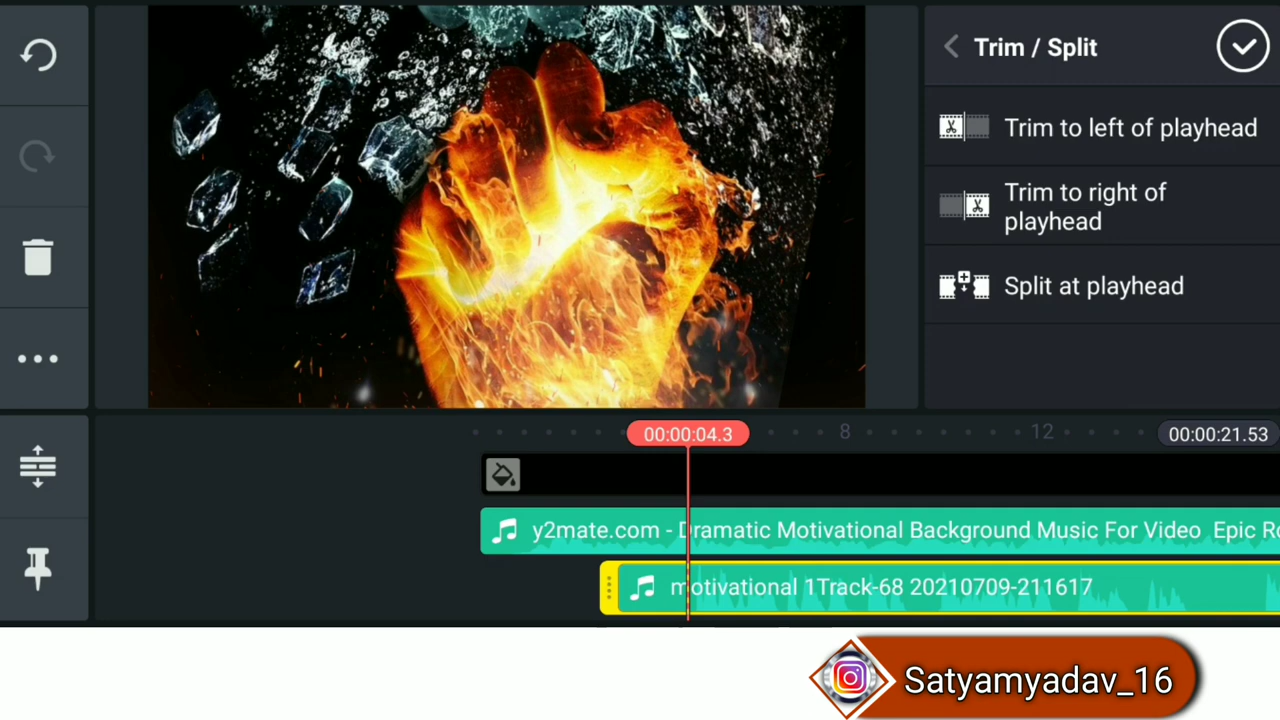 Trim / Split
Trim to left of playhead
Trim to right of
playhead
Split at playhead
00:00:04.3
8
12
00:00:21.53
y2mate.com - Dramatic Motivational Background Music For Video Epic Ro
motivational 1Track-68 20210709-211617
Satyamyadav_16